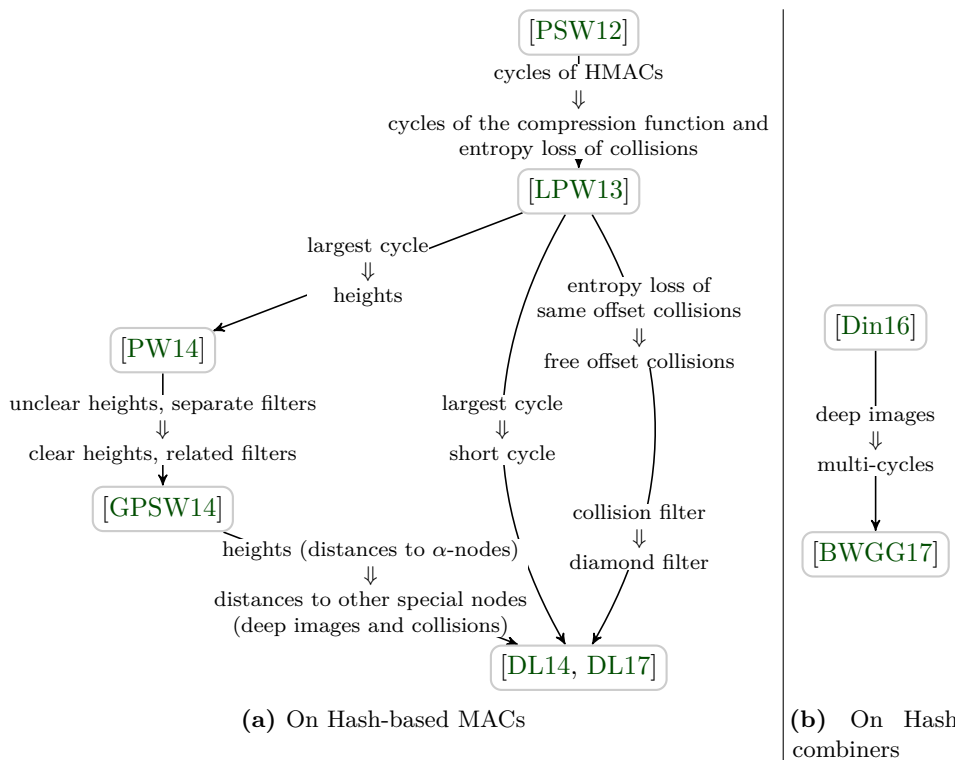 [PSW12]
cycles of HMACs
⇓
cycles of the compression function and
entropy loss of collisions
[LPW13]
largest cycle
⇓
heights
entropy loss of
same offset collisions
⇓
free offset collisions
[PW14]
unclear heights, separate filters
⇓
clear heights, related filters
largest cycle
⇓
short cycle
[GPSW14]
collision filter
⇓
diamond filter
heights (distances to α-nodes)
⇓
distances to other special nodes
(deep images and collisions)
[DL14, DL17]
(a) On Hash-based MACs
[Din16]
deep images
⇓
multi-cycles
[BWGG17]
(b) On Hash
combiners